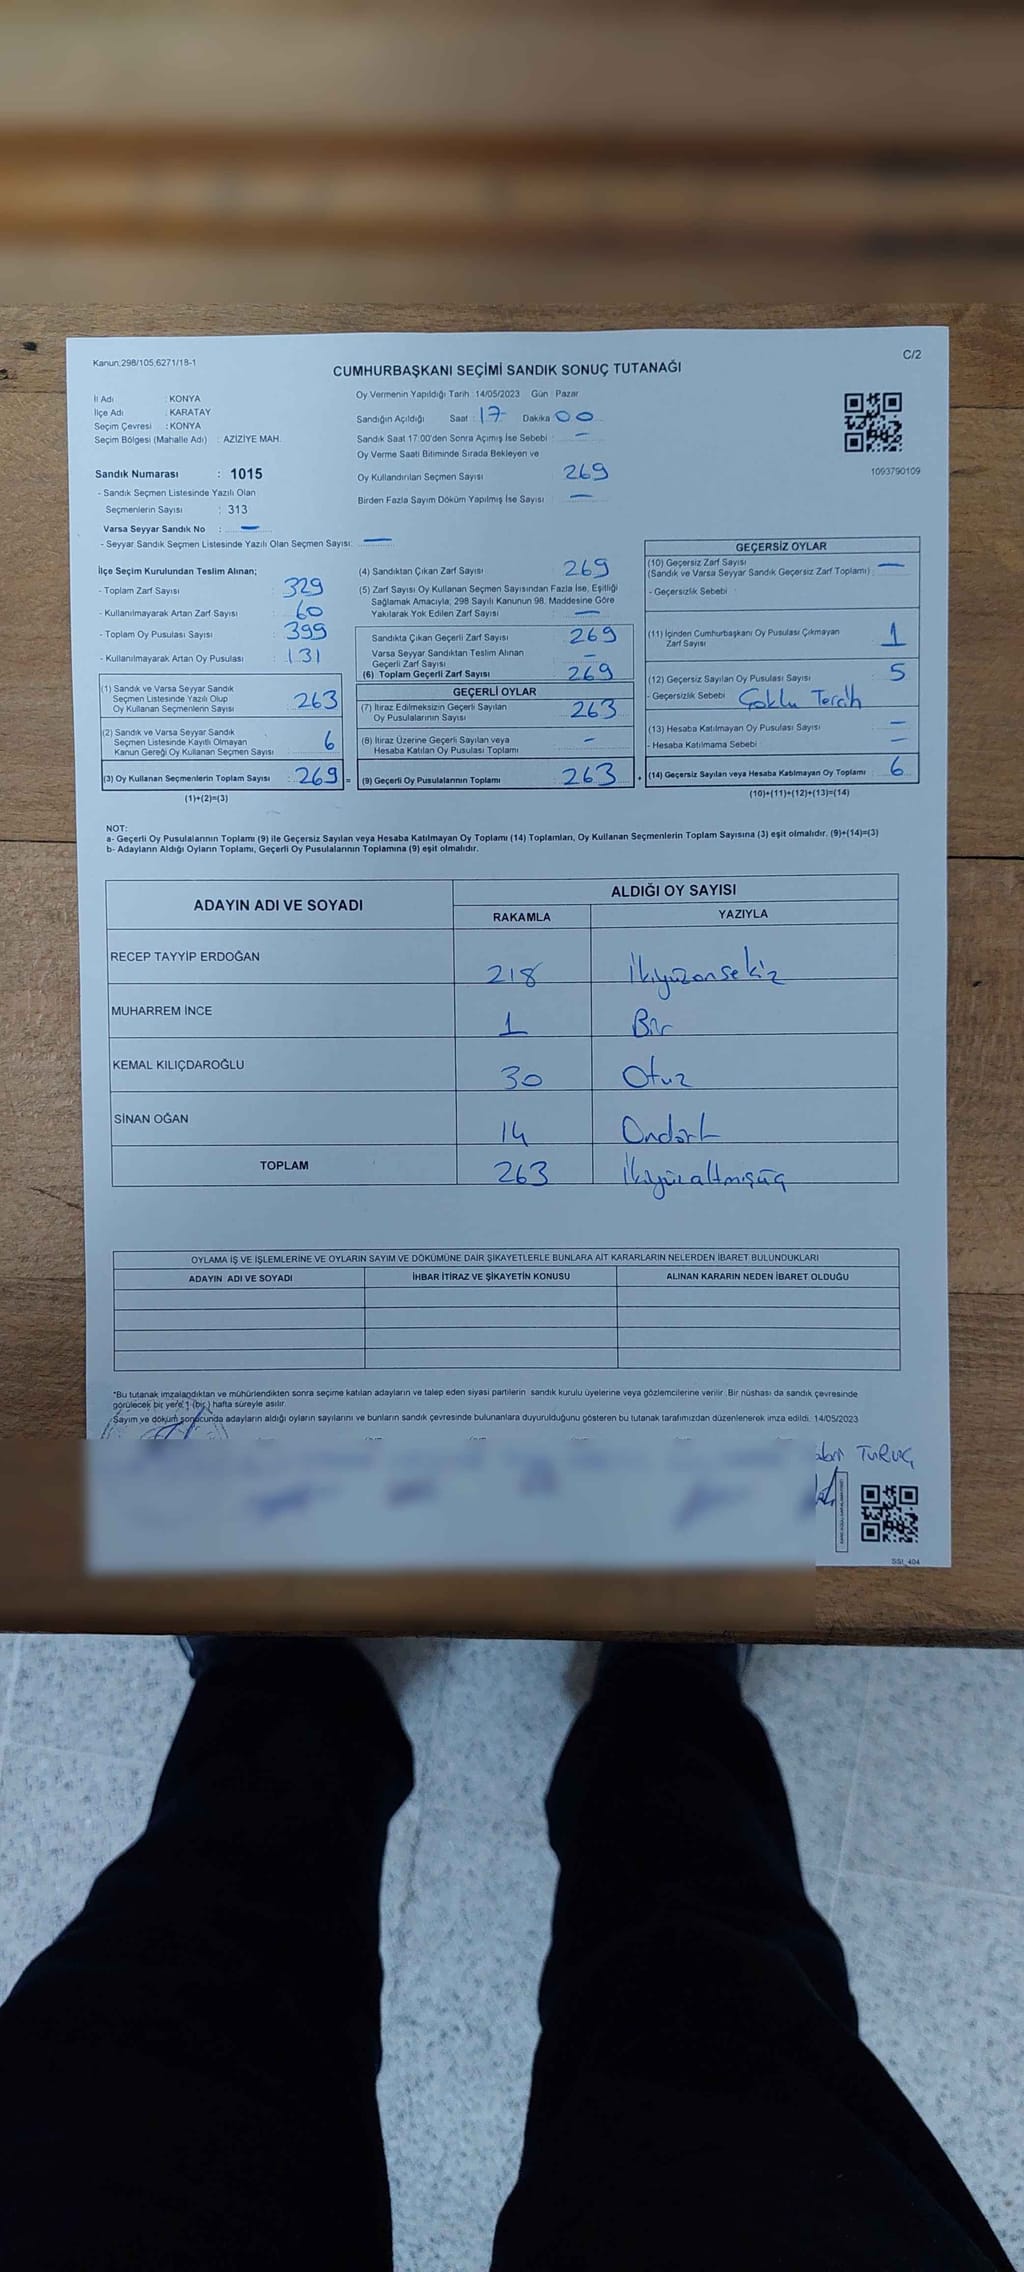 Kanun:298/105,6271/18-1
C/2
CUMHURBAŞKANI SEÇİMİ SANDIK SONUÇ TUTANAĞI
İl Adı : KONYA
İlçe Adı : KARATAY
Seçim Çevresi : KONYA
Seçim Bölgesi (Mahalle Adı) : AZİZİYE MAH.
Sandık Numarası : 1015
- Sandık Seçmen Listesinde Yazılı Olan
Seçmenlerin Sayısı : 313
Varsa Seyyar Sandık No : —
- Seyyar Sandık Seçmen Listesinde Yazılı Olan Seçmen Sayısı: —
Oy Vermenin Yapıldığı Tarih : 14/05/2023 Gün : Pazar
Sandığın Açıldığı Saat : 17 Dakika 00
Sandık Saat 17:00'den Sonra Açımış İse Sebebi : —
Oy Verme Saati Bitiminde Sırada Bekleyen ve
Oy Kullandırılan Seçmen Sayısı 269
Birden Fazla Sayım Döküm Yapılmış İse Sayısı : —
1093790109
İlçe Seçim Kurulundan Teslim Alınan;
- Toplam Zarf Sayısı : 329
- Kullanılmayarak Artan Zarf Sayısı : 60
- Toplam Oy Pusulası Sayısı : 399
- Kullanılmayarak Artan Oy Pusulası : 131
(1) Sandık ve Varsa Seyyar Sandık
Seçmen Listesinde Yazılı Olup
Oy Kullanan Seçmenlerin Sayısı : 263
(2) Sandık ve Varsa Seyyar Sandık
Seçmen Listesinde Kayıtlı Olmayan
Kanun Gereği Oy Kullanan Seçmen Sayısı : 6
(3) Oy Kullanan Seçmenlerin Toplam Sayısı : 269 =
(1)+(2)=(3)
(4) Sandıktan Çıkan Zarf Sayısı : 269
(5) Zarf Sayısı Oy Kullanan Seçmen Sayısından Fazla İse, Eşitliği
Sağlamak Amacıyla, 298 Sayılı Kanunun 98. Maddesine Göre
Yakılarak Yok Edilen Zarf Sayısı : —
Sandıkta Çıkan Geçerli Zarf Sayısı : 269
Varsa Seyyar Sandıktan Teslim Alınan
Geçerli Zarf Sayısı : —
(6) Toplam Geçerli Zarf Sayısı : 269
GEÇERLİ OYLAR
(7) İtiraz Edilmeksizin Geçerli Sayılan
Oy Pusulalarının Sayısı : 263
(8) İtiraz Üzerine Geçerli Sayılan veya
Hesaba Katılan Oy Pusulası Toplamı : -
(9) Geçerli Oy Pusulalarının Toplamı : 263 +
GEÇERSİZ OYLAR
(10) Geçersiz Zarf Sayısı
(Sandık ve Varsa Seyyar Sandık Geçersiz Zarf Toplamı) : —
- Geçersizlik Sebebi :
(11) İçinden Cumhurbaşkanı Oy Pusulası Çıkmayan
Zarf Sayısı : 1
(12) Geçersiz Sayılan Oy Pusulası Sayısı : 5
- Geçersizlik Sebebi : Çoklu Tercih
(13) Hesaba Katılmayan Oy Pusulası Sayısı : —
- Hesaba Katılmama Sebebi : —
(14) Geçersiz Sayılan veya Hesaba Katılmayan Oy Toplamı : 6
(10)+(11)+(12)+(13)=(14)
NOT:
a- Geçerli Oy Pusulalarının Toplamı (9) ile Geçersiz Sayılan veya Hesaba Katılmayan Oy Toplamı (14) Toplamları, Oy Kullanan Seçmenlerin Toplam Sayısına (3) eşit olmalıdır. (9)+(14)=(3)
b- Adayların Aldığı Oyların Toplamı, Geçerli Oy Pusulalarının Toplamına (9) eşit olmalıdır.
ADAYIN ADI VE SOYADI ALDIĞI OY SAYISI
RAKAMLA YAZIYLA
RECEP TAYYİP ERDOĞAN 218 İkiyüzonsekiz
MUHARREM İNCE 1 Bir
KEMAL KILIÇDAROĞLU 30 Otuz
SİNAN OĞAN 14 Ondört
TOPLAM 263 İkiyüzaltmışüç
OYLAMA İŞ VE İŞLEMLERİNE VE OYLARIN SAYIM VE DÖKÜMÜNE DAİR ŞİKAYETLERLE BUNLARA AİT KARARLARIN NELERDEN İBARET BULUNDUKLARI
ADAYIN ADI VE SOYADI İHBAR İTİRAZ VE ŞİKAYETİN KONUSU ALINAN KARARIN NEDEN İBARET OLDUĞU
*Bu tutanak imzalandıktan ve mühürlendikten sonra seçime katılan adayların ve talep eden siyasi partilerin sandık kurulu üyelerine veya gözlemcilerine verilir. Bir nüshası da sandık çevresinde
görülecek bir yere 1 (bir) hafta süreyle asılır.
Sayım ve döküm sonucunda adayların aldığı oyların sayılarını ve bunların sandık çevresinde bulunanlara duyurulduğunu gösteren bu tutanak tarafımızdan düzenlenerek imza edildi. 14/05/2023
TURUÇ
SSI_404